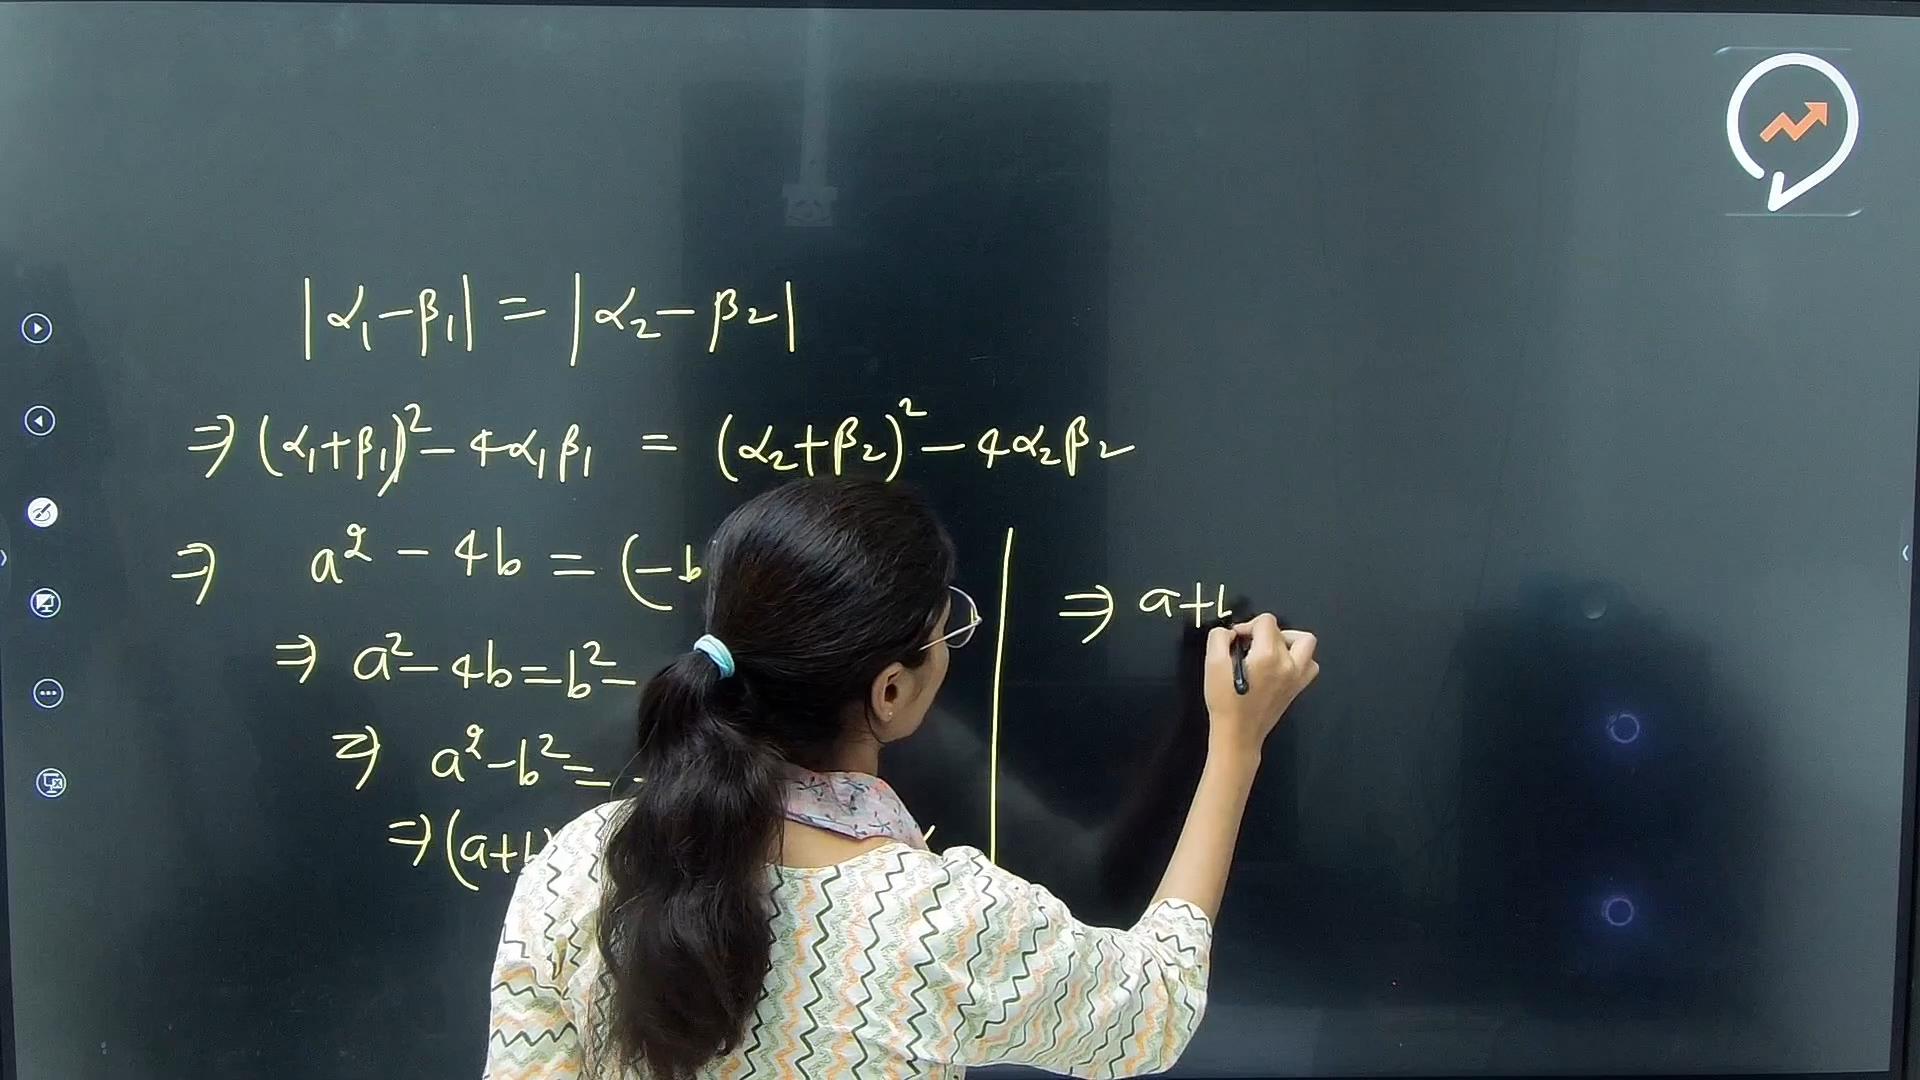 |α₁-β₁| = |α₂-β₂|
⇒ (α₁+β₁)² - 4α₁β₁ = (α₂+β₂)² - 4α₂β₂
⇒ a² - 4b = (-b
⇒ a² - 4b = b² -
⇒ a² - b² = -
⇒ (a+b
⇒ a+b